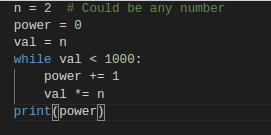 n = 2  # Could be any number
power = 0
val = n
while val < 1000:
    power += 1
    val *= n
print(power)